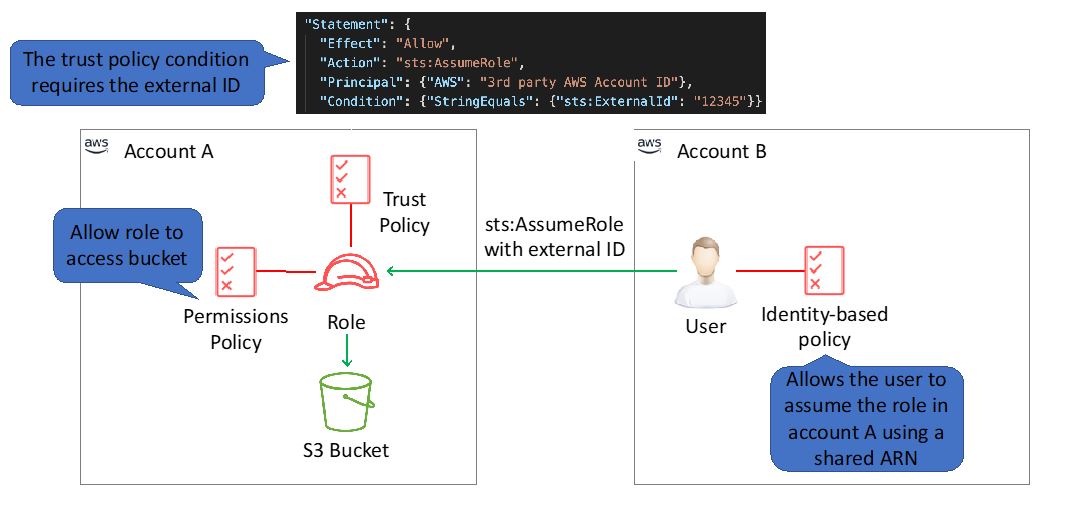 "Statement": {
"Effect": "Allow",
"Action": "sts:AssumeRole",
"Principal": {"AWS": "3rd party AWS Account ID"},
"Condition": {"StringEquals": {"sts:ExternalId": "12345"}}
The trust policy condition
requires the external ID
aws
Account A
Trust
Policy
Allow role to
access bucket
Permissions
Policy
Role
S3 Bucket
sts:AssumeRole
with external ID
aws
Account B
User
Identity-based
policy
Allows the user to
assume the role in
account A using a
shared ARN